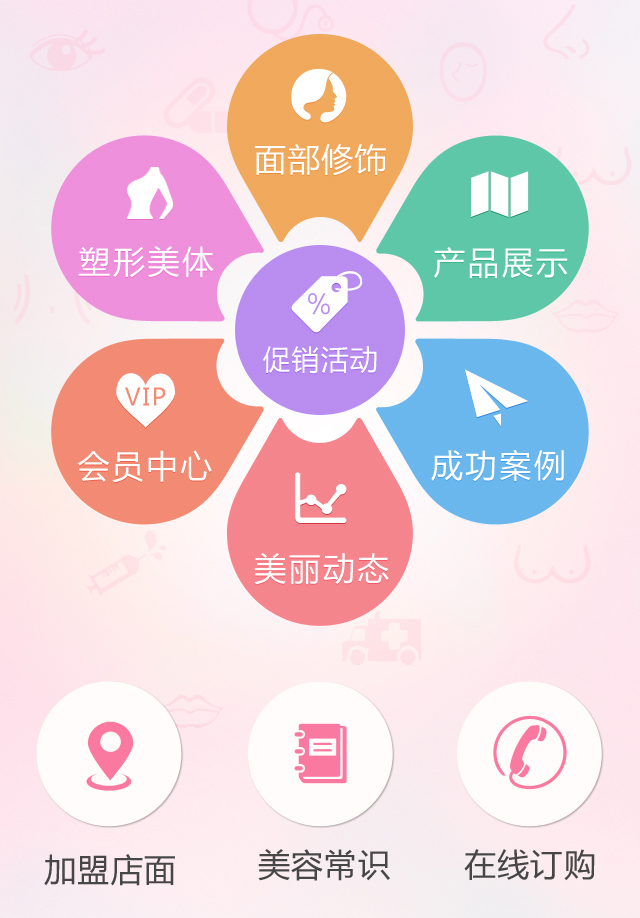 面部修饰
塑形美体
产品展示
%
促销活动
VIP
会员中心
成功案例
美丽动态
加盟店面
美容常识
在线订购